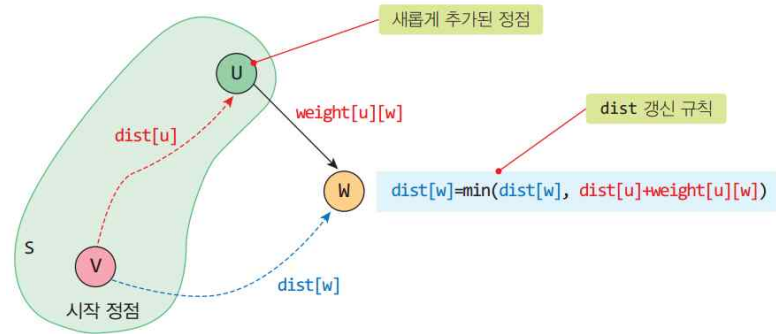 새롭게 추가된 정점
U
weight[u][w]
dist 갱신 규칙
dist[u]
W
dist[w]=min(dist[w], dist[u]+weight[u][w])
S
V
dist[w]
시작 정점